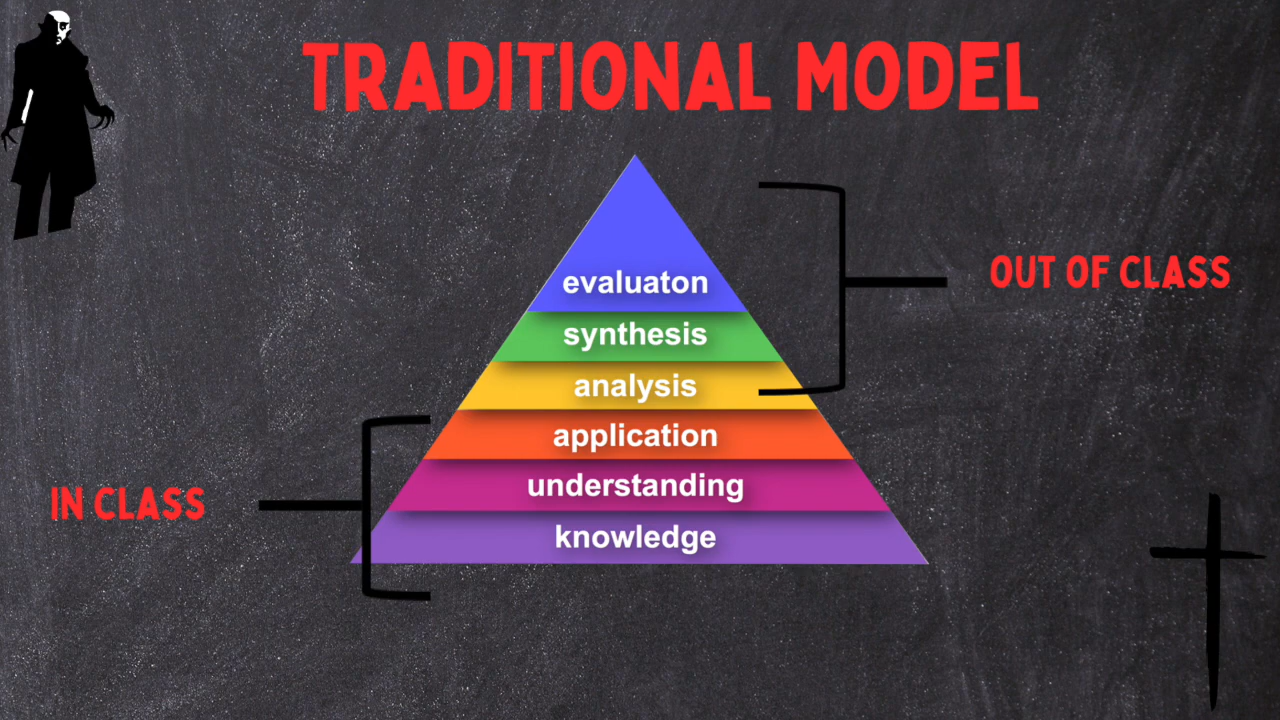 TRADITIONAL MODEL
evaluaton
synthesis
analysis
application
understanding
knowledge
OUT OF CLASS
IN CLASS